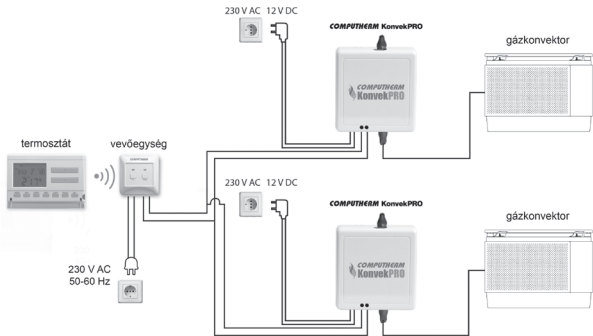 230 V AC 12 V DC
COMPUTHERM KonvekPRO
gázkonvektor
COMPUTHERM
KonvekPRO
termosztát
vevőegység
COMPUTHERM
230 V AC 12 V DC
COMPUTHERM KonvekPRO
gázkonvektor
COMPUTHERM
KonvekPRO
230 V AC
50-60 Hz